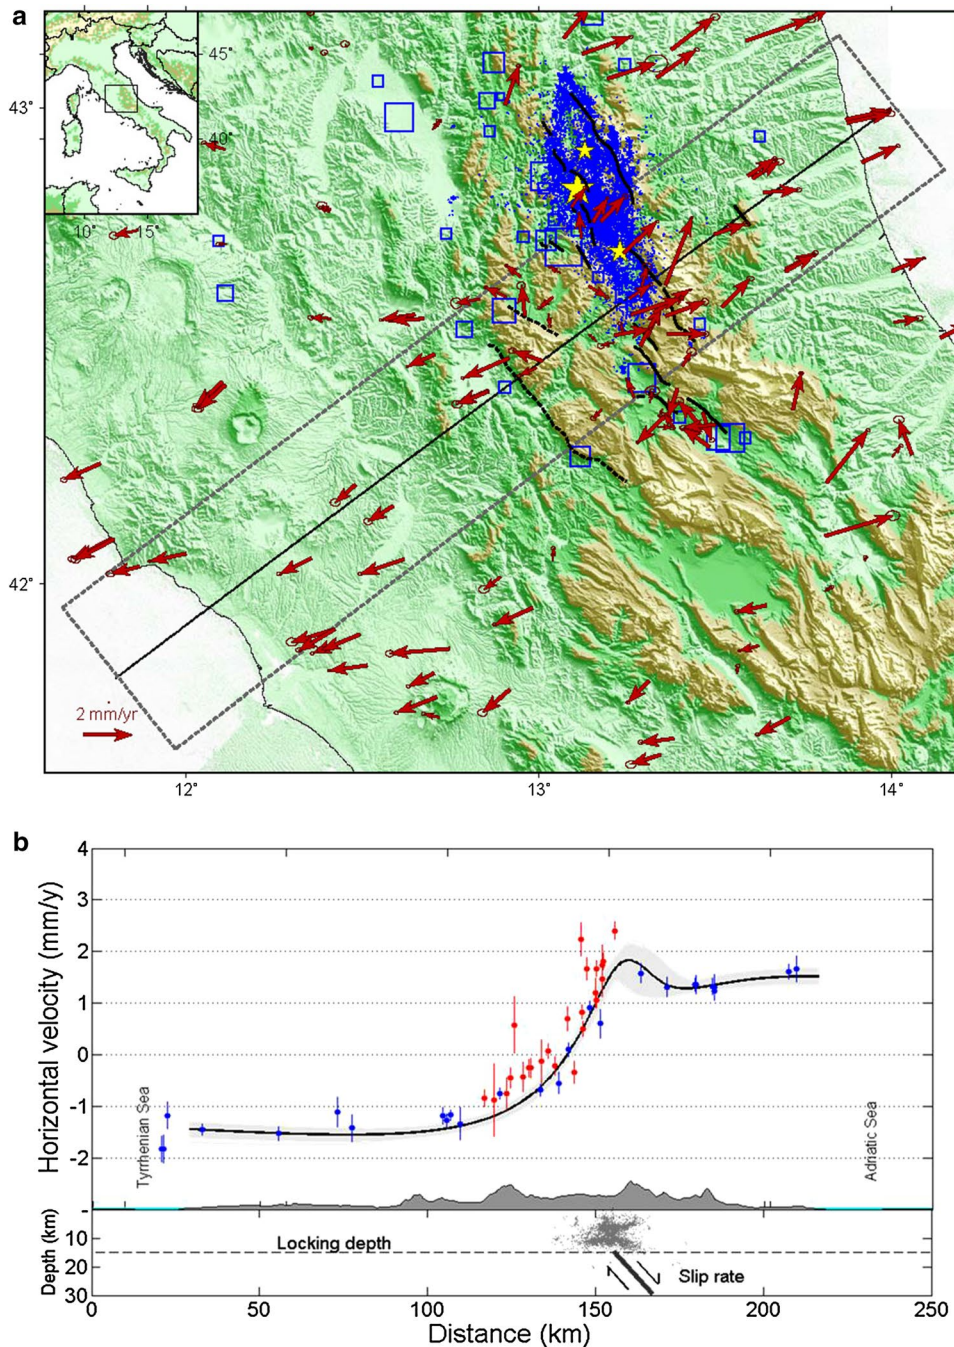 a
45°
40°
10°
15°
43°
42°
2 mm/yr
12°
13°
14°
b
Horizontal velocity (mm/y)
4
3
2
1
0
-1
-2
-
Tyrrhenian Sea
Adriatic Sea
Depth (km)
10
20
30
Locking depth
Slip rate
0
50
100
150
200
250
Distance (km)